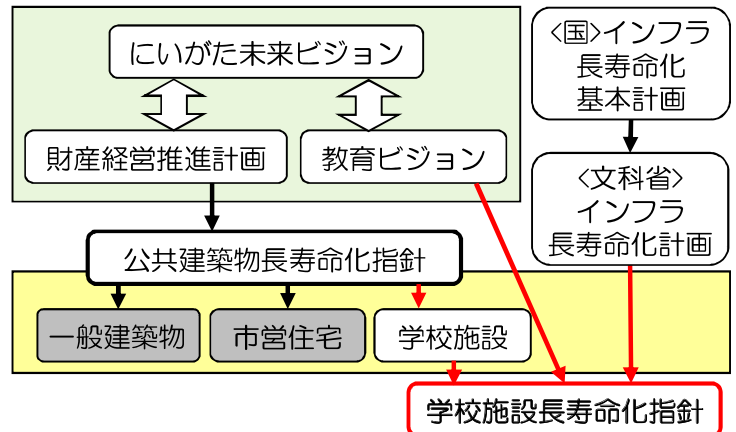 にいがた未来ビジョン
財産経営推進計画
教育ビジョン
<国>インフラ
長寿命化
基本計画
<文科省>
インフラ
長寿命化計画
公共建築物長寿命化指針
一般建築物
市営住宅
学校施設
学校施設長寿命化指針